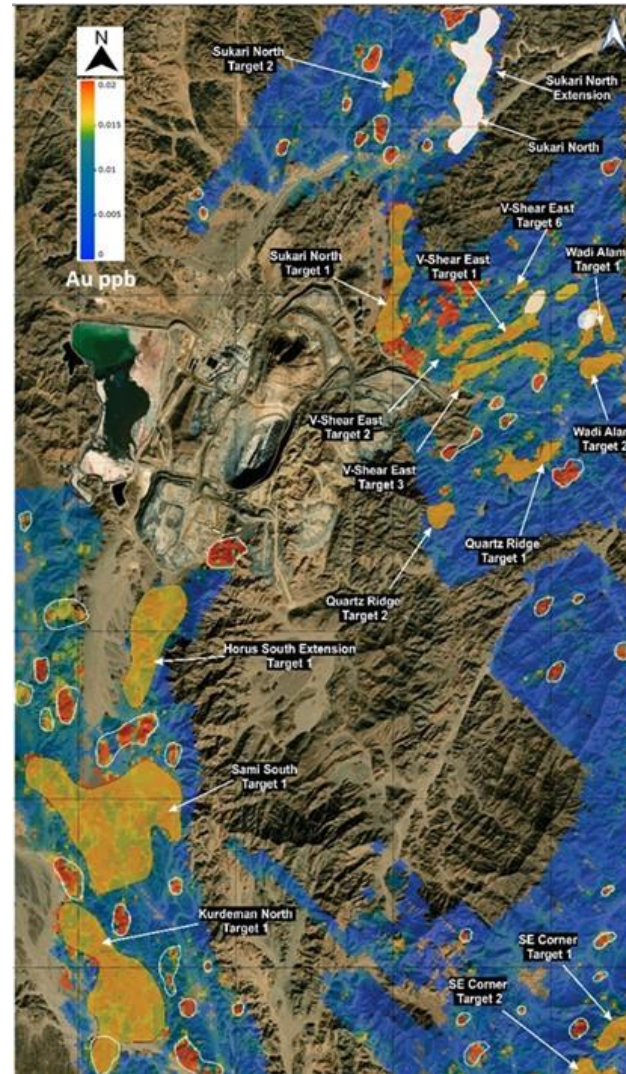 N
0.02
0.015
0.01
0.005
0
Au ppb
Sukari North
Target 2
Sukari North
Extension
Sukari North
V-Shear East
Target 6
V-Shear East
Target 1
Wadi Alam
Target 1
Sukari North
Target 1
V-Shear East
Target 2
V-Shear East
Target 3
Wadi Alam
Target 2
Quartz Ridge
Target 1
Quartz Ridge
Target 2
Horus South Extension
Target 1
Sami South
Target 1
Kurdeman North
Target 1
SE Corner
Target 1
SE Corner
Target 2